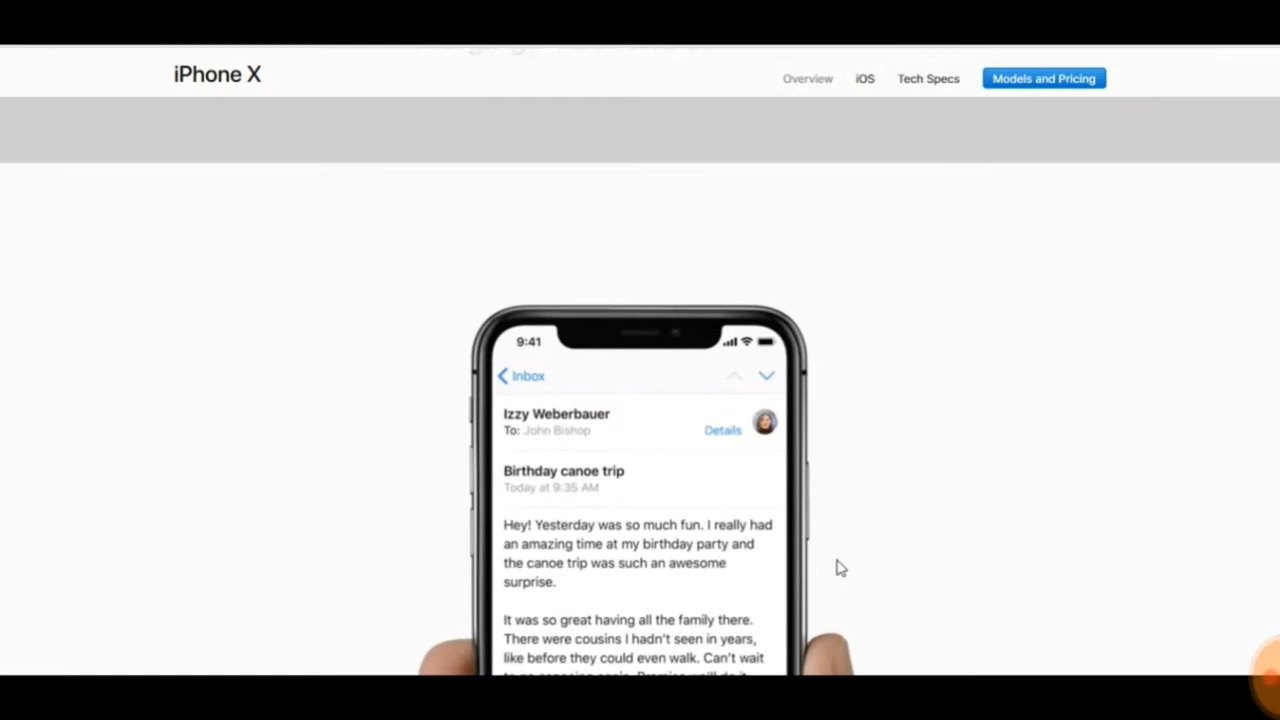 iPhone X
Overview
iOS
Tech Specs
Models and Pricing
9:41
Inbox
Izzy Weberbauer
To: John Bishop
Details
Birthday canoe trip
Today at 9:35 AM
Hey! Yesterday was so much fun. I really had
an amazing time at my birthday party and
the canoe trip was such an awesome
surprise.
It was so great having all the family there.
There were cousins I hadn't seen in years,
like before they could even walk. Can't wait